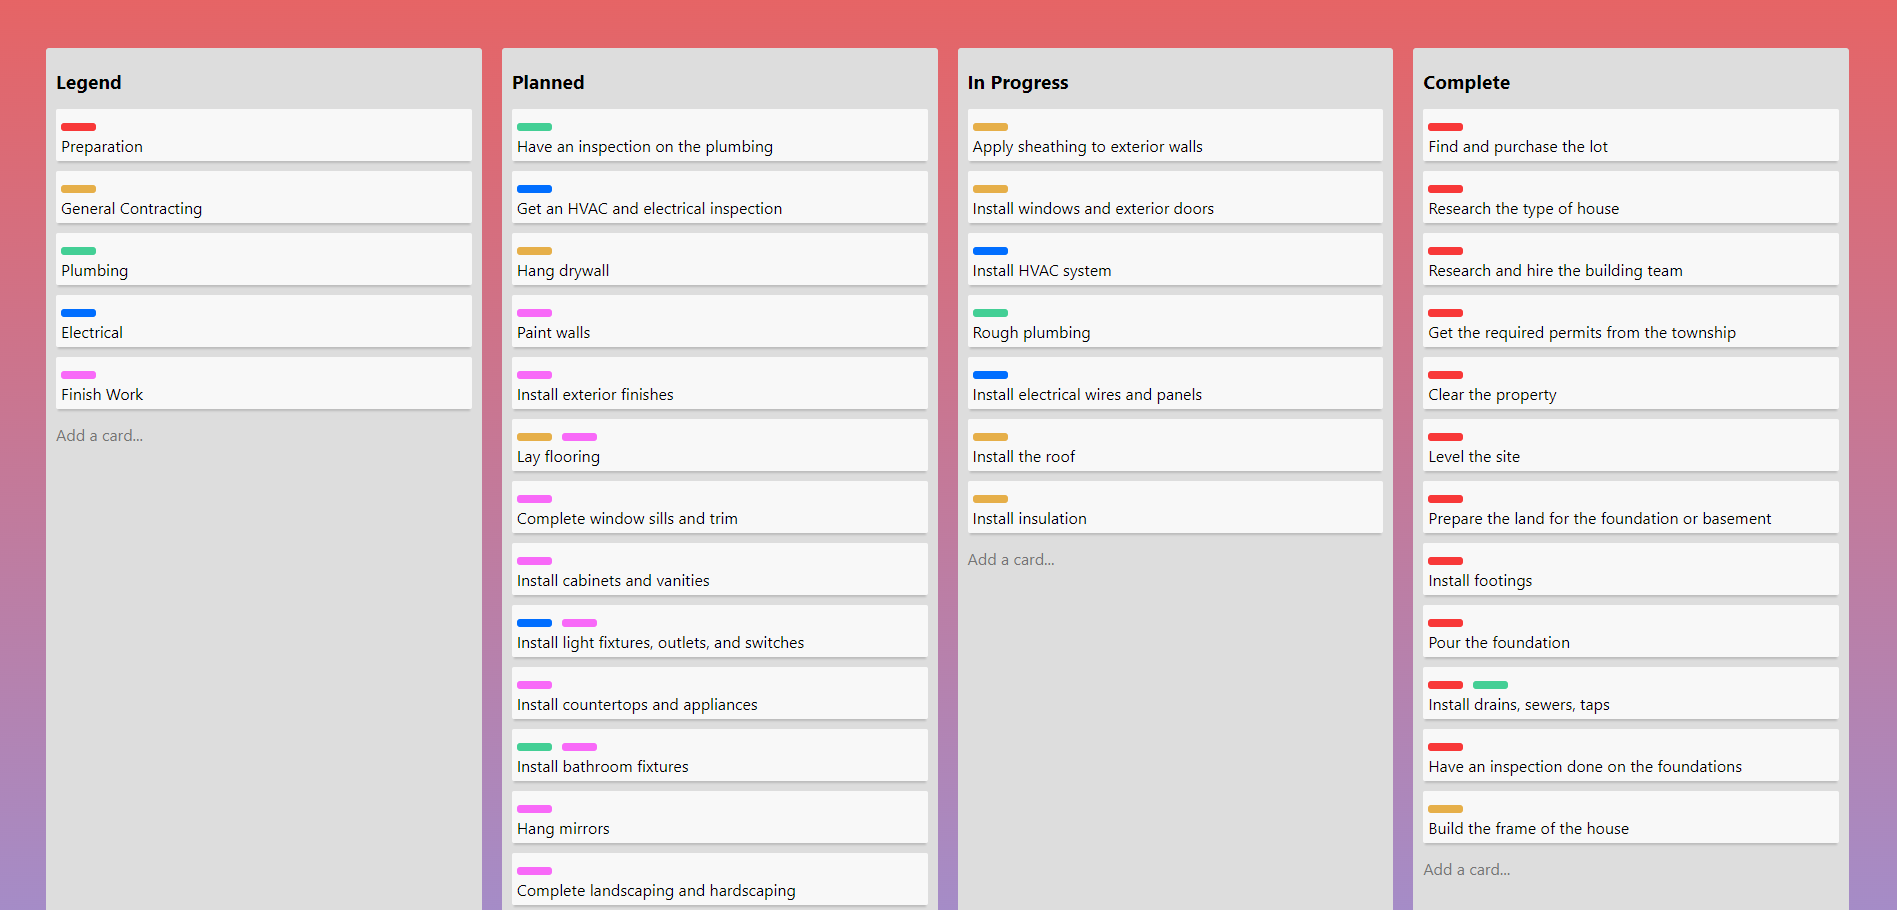 Legend
Preparation
General Contracting
Plumbing
Electrical
Finish Work
Add a card...
Planned
Have an inspection on the plumbing
Get an HVAC and electrical inspection
Hang drywall
Paint walls
Install exterior finishes
Lay flooring
Complete window sills and trim
Install cabinets and vanities
Install light fixtures, outlets, and switches
Install countertops and appliances
Install bathroom fixtures
Hang mirrors
Complete landscaping and hardscaping
In Progress
Apply sheathing to exterior walls
Install windows and exterior doors
Install HVAC system
Rough plumbing
Install electrical wires and panels
Install the roof
Install insulation
Add a card...
Complete
Find and purchase the lot
Research the type of house
Research and hire the building team
Get the required permits from the township
Clear the property
Level the site
Prepare the land for the foundation or basement
Install footings
Pour the foundation
Install drains, sewers, taps
Have an inspection done on the foundations
Build the frame of the house
Add a card...